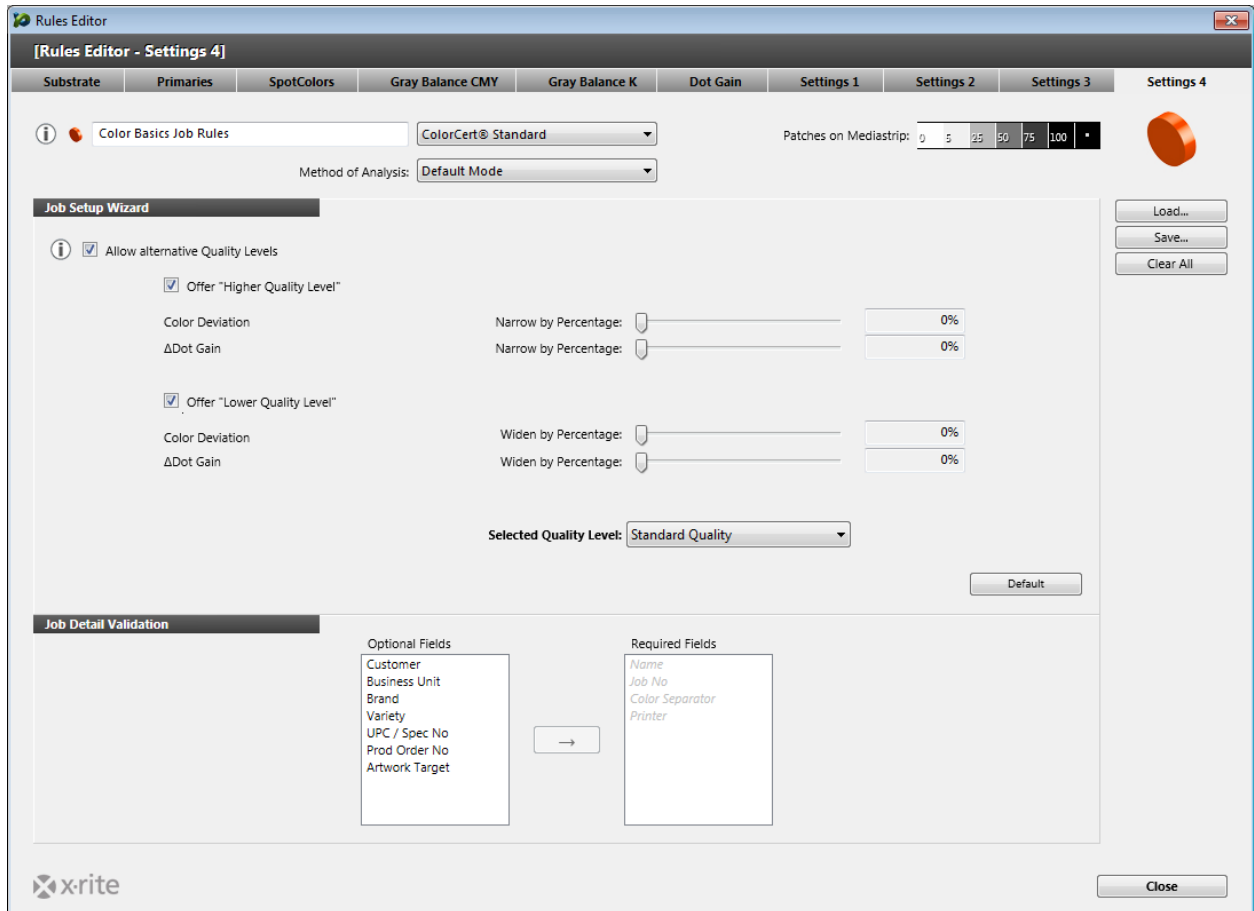 Rules Editor
[Rules Editor - Settings 4]
Substrate Primaries SpotColors Gray Balance CMY Gray Balance K Dot Gain Settings 1 Settings 2 Settings 3 Settings 4
Color Basics Job Rules ColorCert® Standard Patches on Mediastrip: 0 5 25 50 75 100 *
Method of Analysis: Default Mode
Job Setup Wizard
Load...
Save...
Clear All
Allow alternative Quality Levels
Offer "Higher Quality Level"
Color Deviation Narrow by Percentage: 0%
ΔDot Gain Narrow by Percentage: 0%
Offer "Lower Quality Level"
Color Deviation Widen by Percentage: 0%
ΔDot Gain Widen by Percentage: 0%
Selected Quality Level: Standard Quality
Default
Job Detail Validation
Optional Fields
Customer
Business Unit
Brand
Variety
UPC / Spec No
Prod Order No
Artwork Target
→
Required Fields
Name
Job No
Color Separator
Printer
x·rite
Close